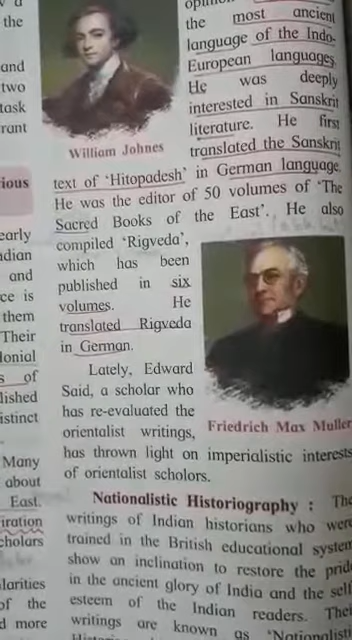 the
and
two
task
rant
ious
early
dian
and
ce is
them
Their
lonial
s of
lished
istinct
Many
about
East.
iration
cholars
larities
of the
d more
William Johnes
the most ancient
language of the Indo-
European languages.
He was deeply
interested in Sanskrit
literature. He first
translated the Sanskrit
text of 'Hitopadesh' in German language.
He was the editor of 50 volumes of 'The
Sacred Books of the East'. He also
compiled 'Rigveda',
which has been
published in six
volumes. He
translated Rigveda
in German.
Lately, Edward
Said, a scholar who
has re-evaluated the
orientalist writings,
Friedrich Max Muller
has thrown light on imperialistic interests
of orientalist scholars.
Nationalistic Historiography : The
writings of Indian historians who were
trained in the British educational system
show an inclination to restore the pride
in the ancient glory of India and the self
esteem of the Indian readers. Their
writings are known as 'Nationalist